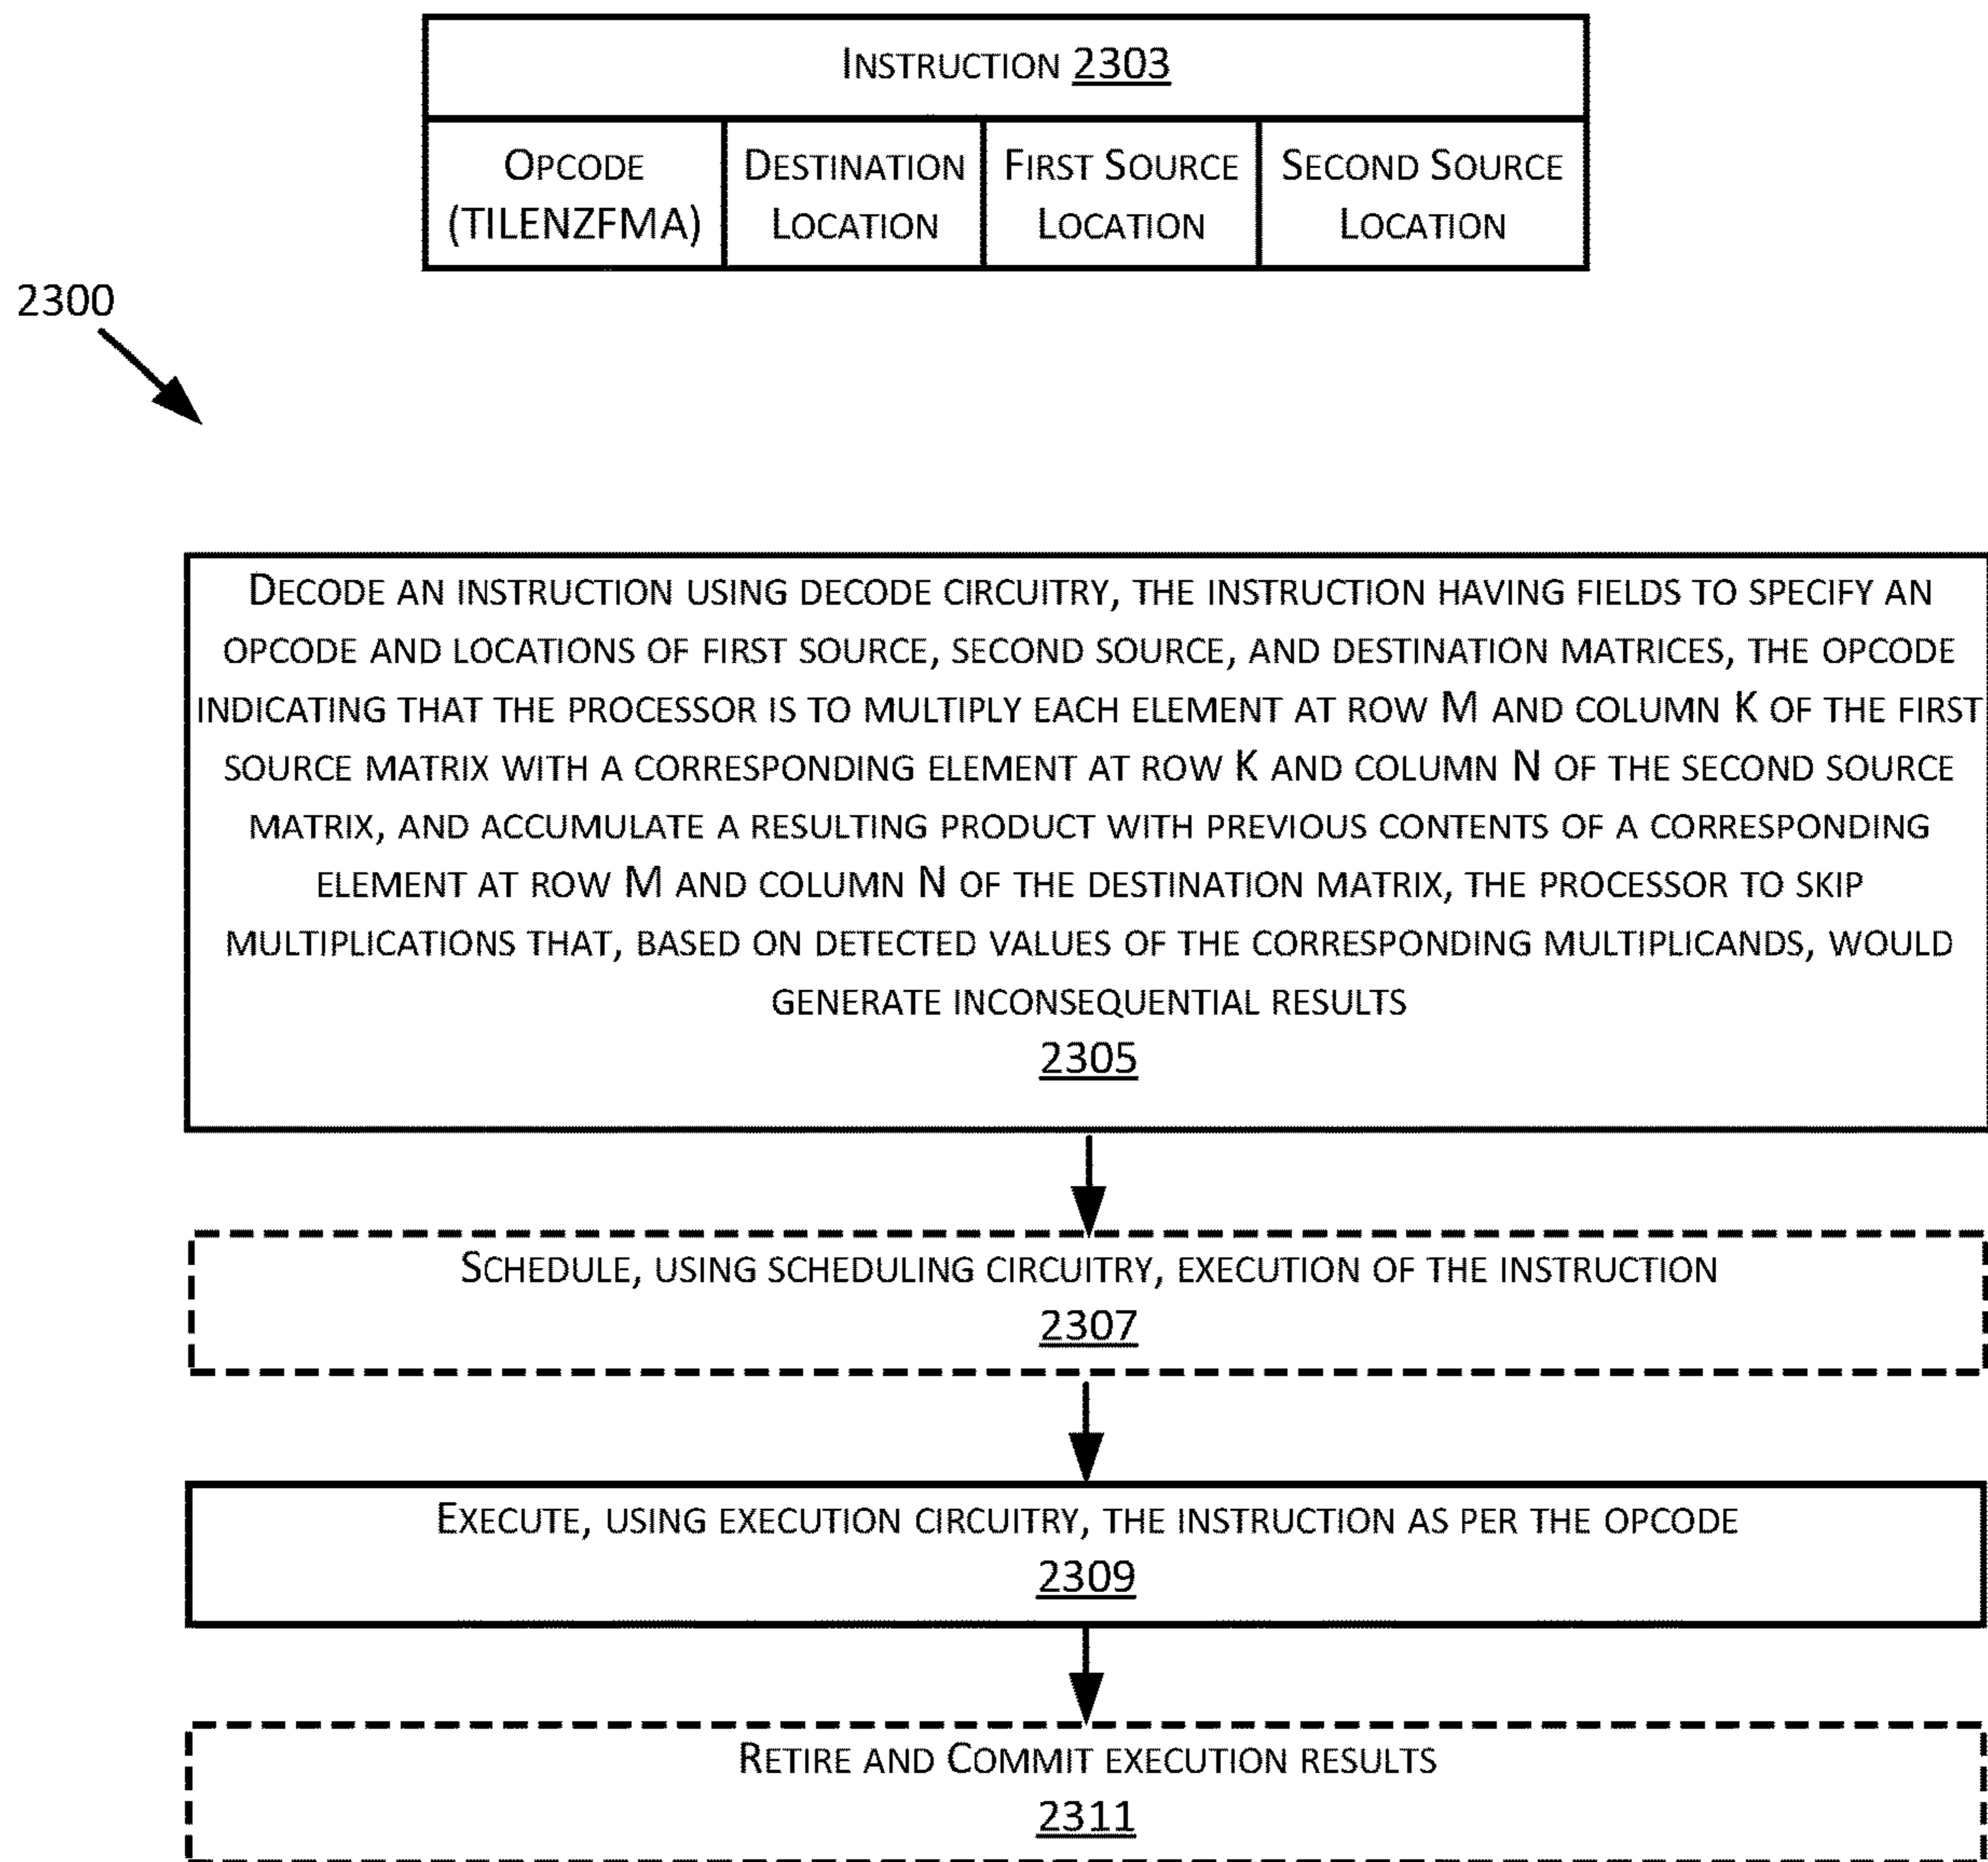 INSTRUCTION 2303
OPCODE (TILENZFMA)
DESTINATION LOCATION
FIRST SOURCE LOCATION
SECOND SOURCE LOCATION
2300
DECODE AN INSTRUCTION USING DECODE CIRCUITRY, THE INSTRUCTION HAVING FIELDS TO SPECIFY AN
OPCODE AND LOCATIONS OF FIRST SOURCE, SECOND SOURCE, AND DESTINATION MATRICES, THE OPCODE
INDICATING THAT THE PROCESSOR IS TO MULTIPLY EACH ELEMENT AT ROW M AND COLUMN K OF THE FIRST
SOURCE MATRIX WITH A CORRESPONDING ELEMENT AT ROW K AND COLUMN N OF THE SECOND SOURCE
MATRIX, AND ACCUMULATE A RESULTING PRODUCT WITH PREVIOUS CONTENTS OF A CORRESPONDING
ELEMENT AT ROW M AND COLUMN N OF THE DESTINATION MATRIX, THE PROCESSOR TO SKIP
MULTIPLICATIONS THAT, BASED ON DETECTED VALUES OF THE CORRESPONDING MULTIPLICANDS, WOULD
GENERATE INCONSEQUENTIAL RESULTS
2305
SCHEDULE, USING SCHEDULING CIRCUITRY, EXECUTION OF THE INSTRUCTION
2307
EXECUTE, USING EXECUTION CIRCUITRY, THE INSTRUCTION AS PER THE OPCODE
2309
RETIRE AND COMMIT EXECUTION RESULTS
2311